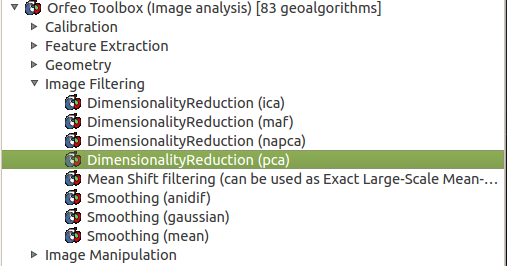 Orfeo Toolbox (Image analysis) [83 geoalgorithms]
Calibration
Feature Extraction
Geometry
Image Filtering
DimensionalityReduction (ica)
DimensionalityReduction (maf)
DimensionalityReduction (napca)
DimensionalityReduction (pca)
Mean Shift filtering (can be used as Exact Large-Scale Mean-...
Smoothing (anidif)
Smoothing (gaussian)
Smoothing (mean)
Image Manipulation